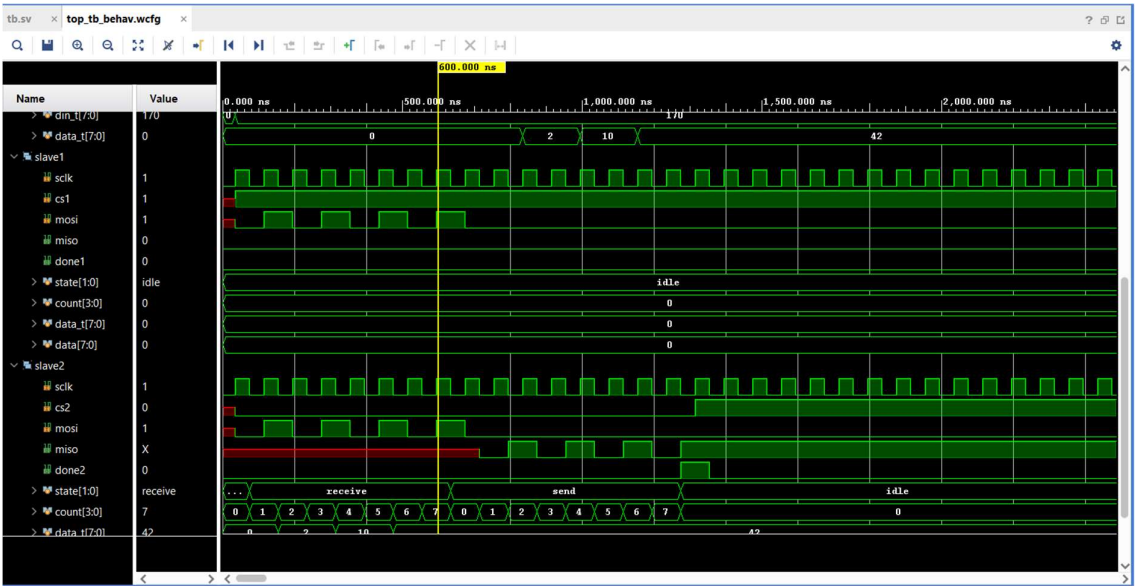 tb.sv × top_tb_behav.wcfg ×
600.000 ns
Name Value 0.000 ns 500.000 ns 1,000.000 ns 1,500.000 ns 2,000.000 ns
din_t[7:0] 170 0 170
data_t[7:0] 0 0 2 10 42
slave1
sclk 1
cs1 1
mosi 1
miso 0
done1 0
state[1:0] idle idle
count[3:0] 0 0
data_t[7:0] 0 0
data[7:0] 0 0
slave2
sclk 1
cs2 0
mosi 1
miso X
done2 0
state[1:0] receive ... receive send idle
count[3:0] 7 0 1 2 3 4 5 6 7 0 1 2 3 4 5 6 7 0
data_t[7:0] 42 0 2 10 42